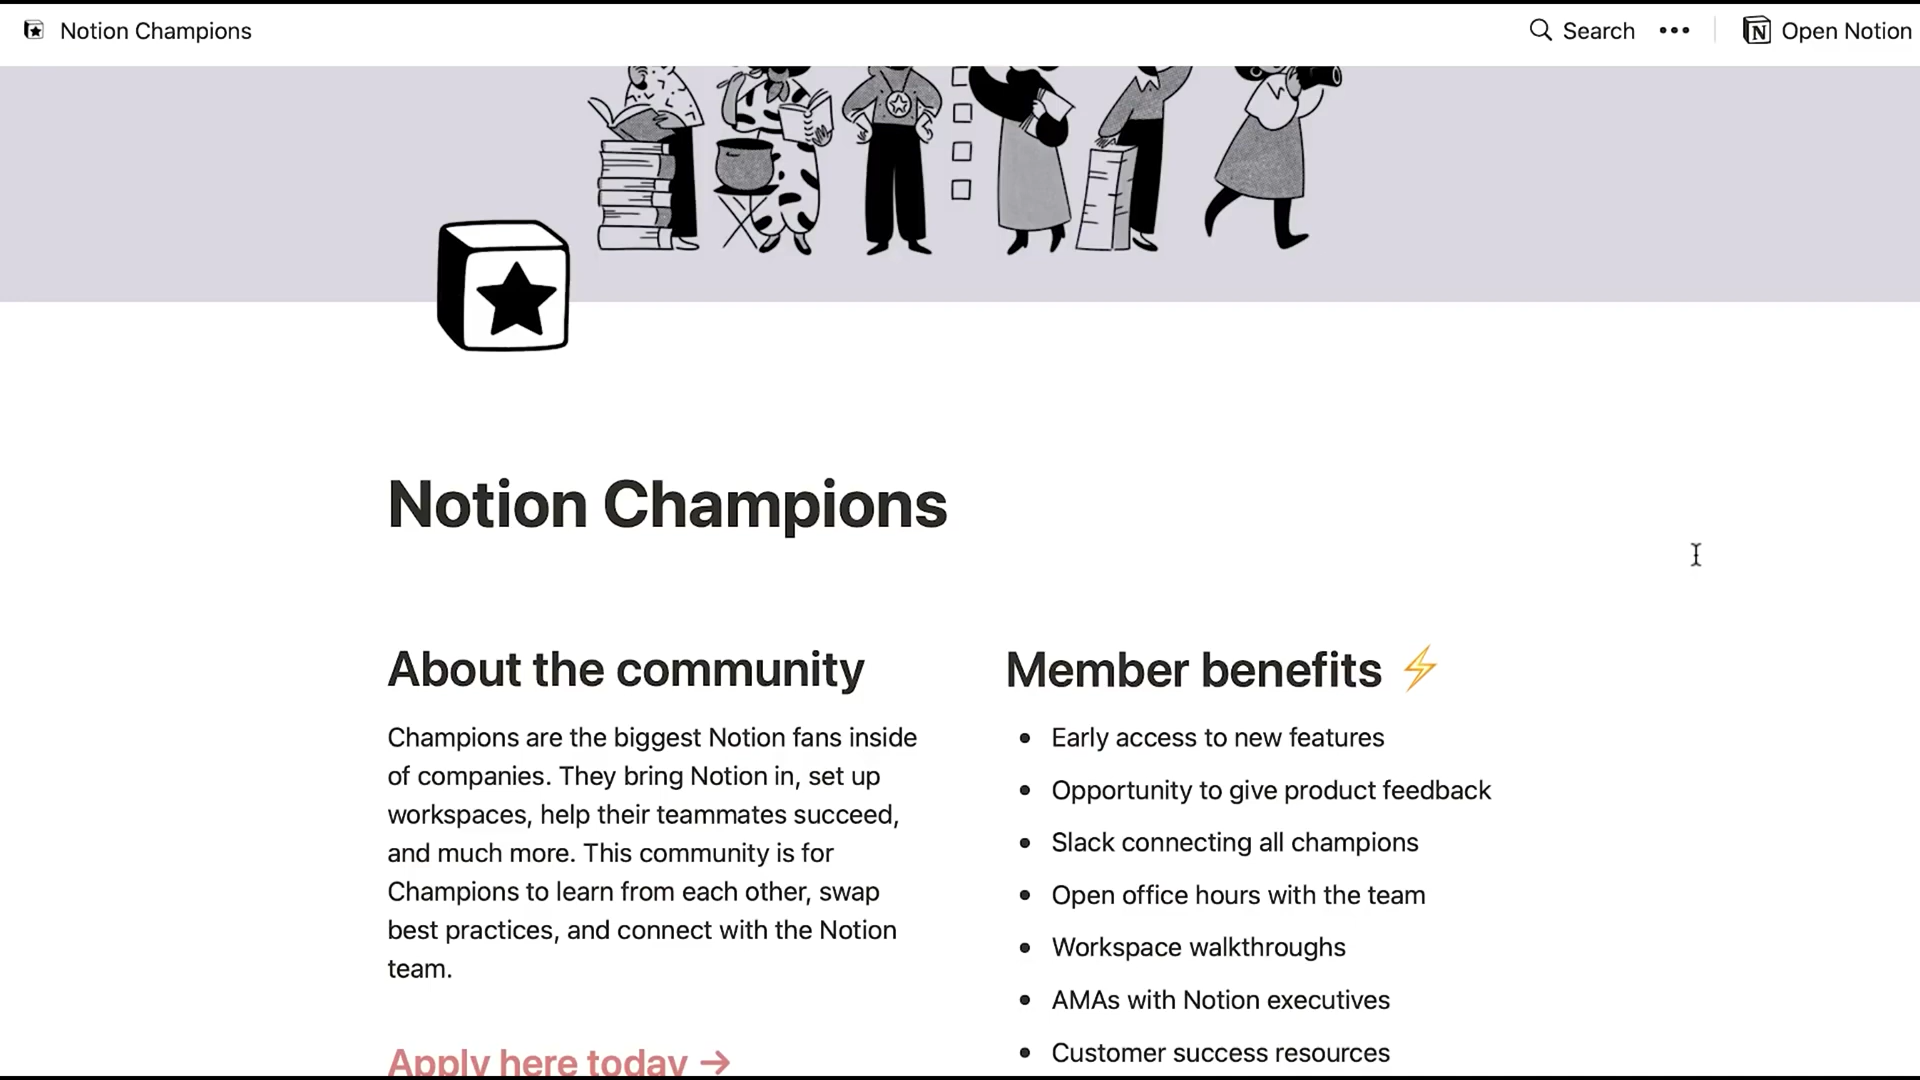 Notion Champions
Search
Open Notion
Notion Champions
About the community
Champions are the biggest Notion fans inside
of companies. They bring Notion in, set up
workspaces, help their teammates succeed,
and much more. This community is for
Champions to learn from each other, swap
best practices, and connect with the Notion
team.
Apply here today →
Member benefits ⚡
• Early access to new features
• Opportunity to give product feedback
• Slack connecting all champions
• Open office hours with the team
• Workspace walkthroughs
• AMAs with Notion executives
• Customer success resources